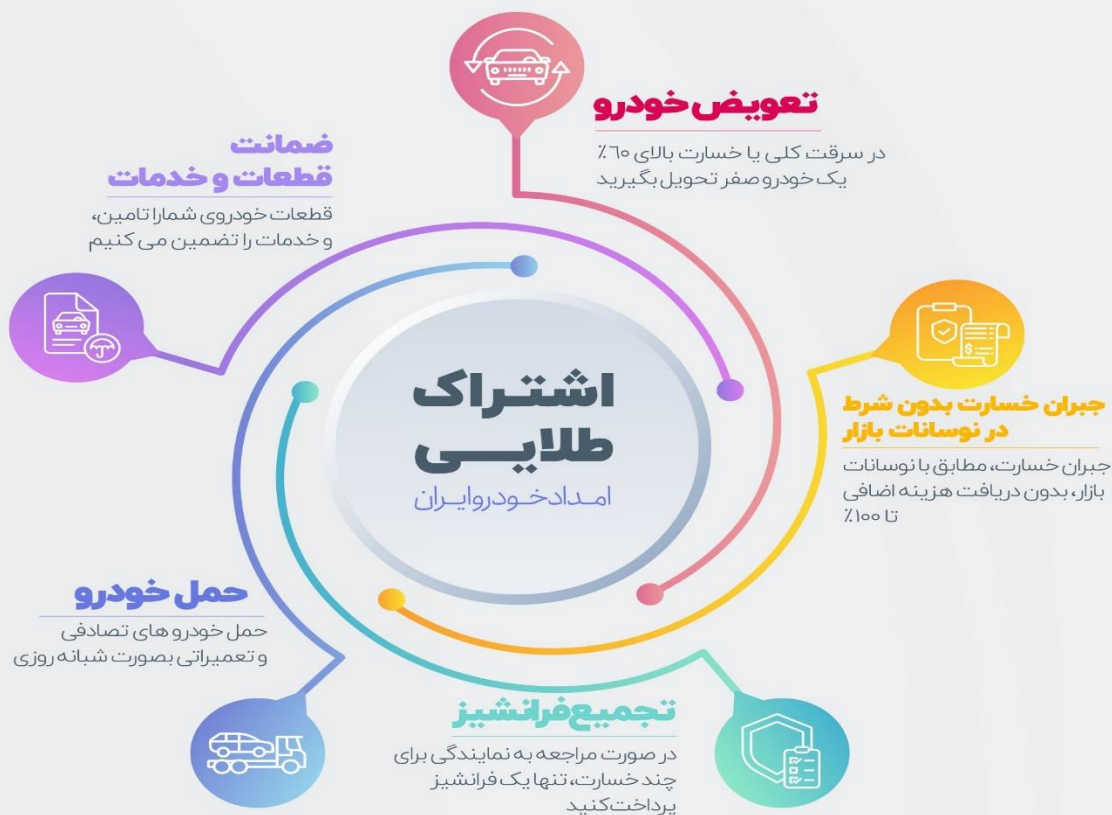 تعویض خودرو
در سرقت کلی یا خسارت بالای ۶۰٪
یک خودرو صفر تحویل بگیرید
ضمانت
قطعات و خدمات
قطعات خودروی شما را تامین،
و خدمات را تضمین می کنیم
جبران خسارت بدون شرط
در نوسانات بازار
جبران خسارت، مطابق با نوسانات
بازار، بدون دریافت هزینه اضافی
تا ۱۰۰٪
اشتراک
طلایی
امداد خودرو ایران
حمل خودرو
حمل خودرو های تصادفی
و تعمیراتی بصورت شبانه روزی
تجمیع فرانشیز
در صورت مراجعه به نمایندگی برای
چند خسارت، تنها یک فرانشیز
پرداخت کنید